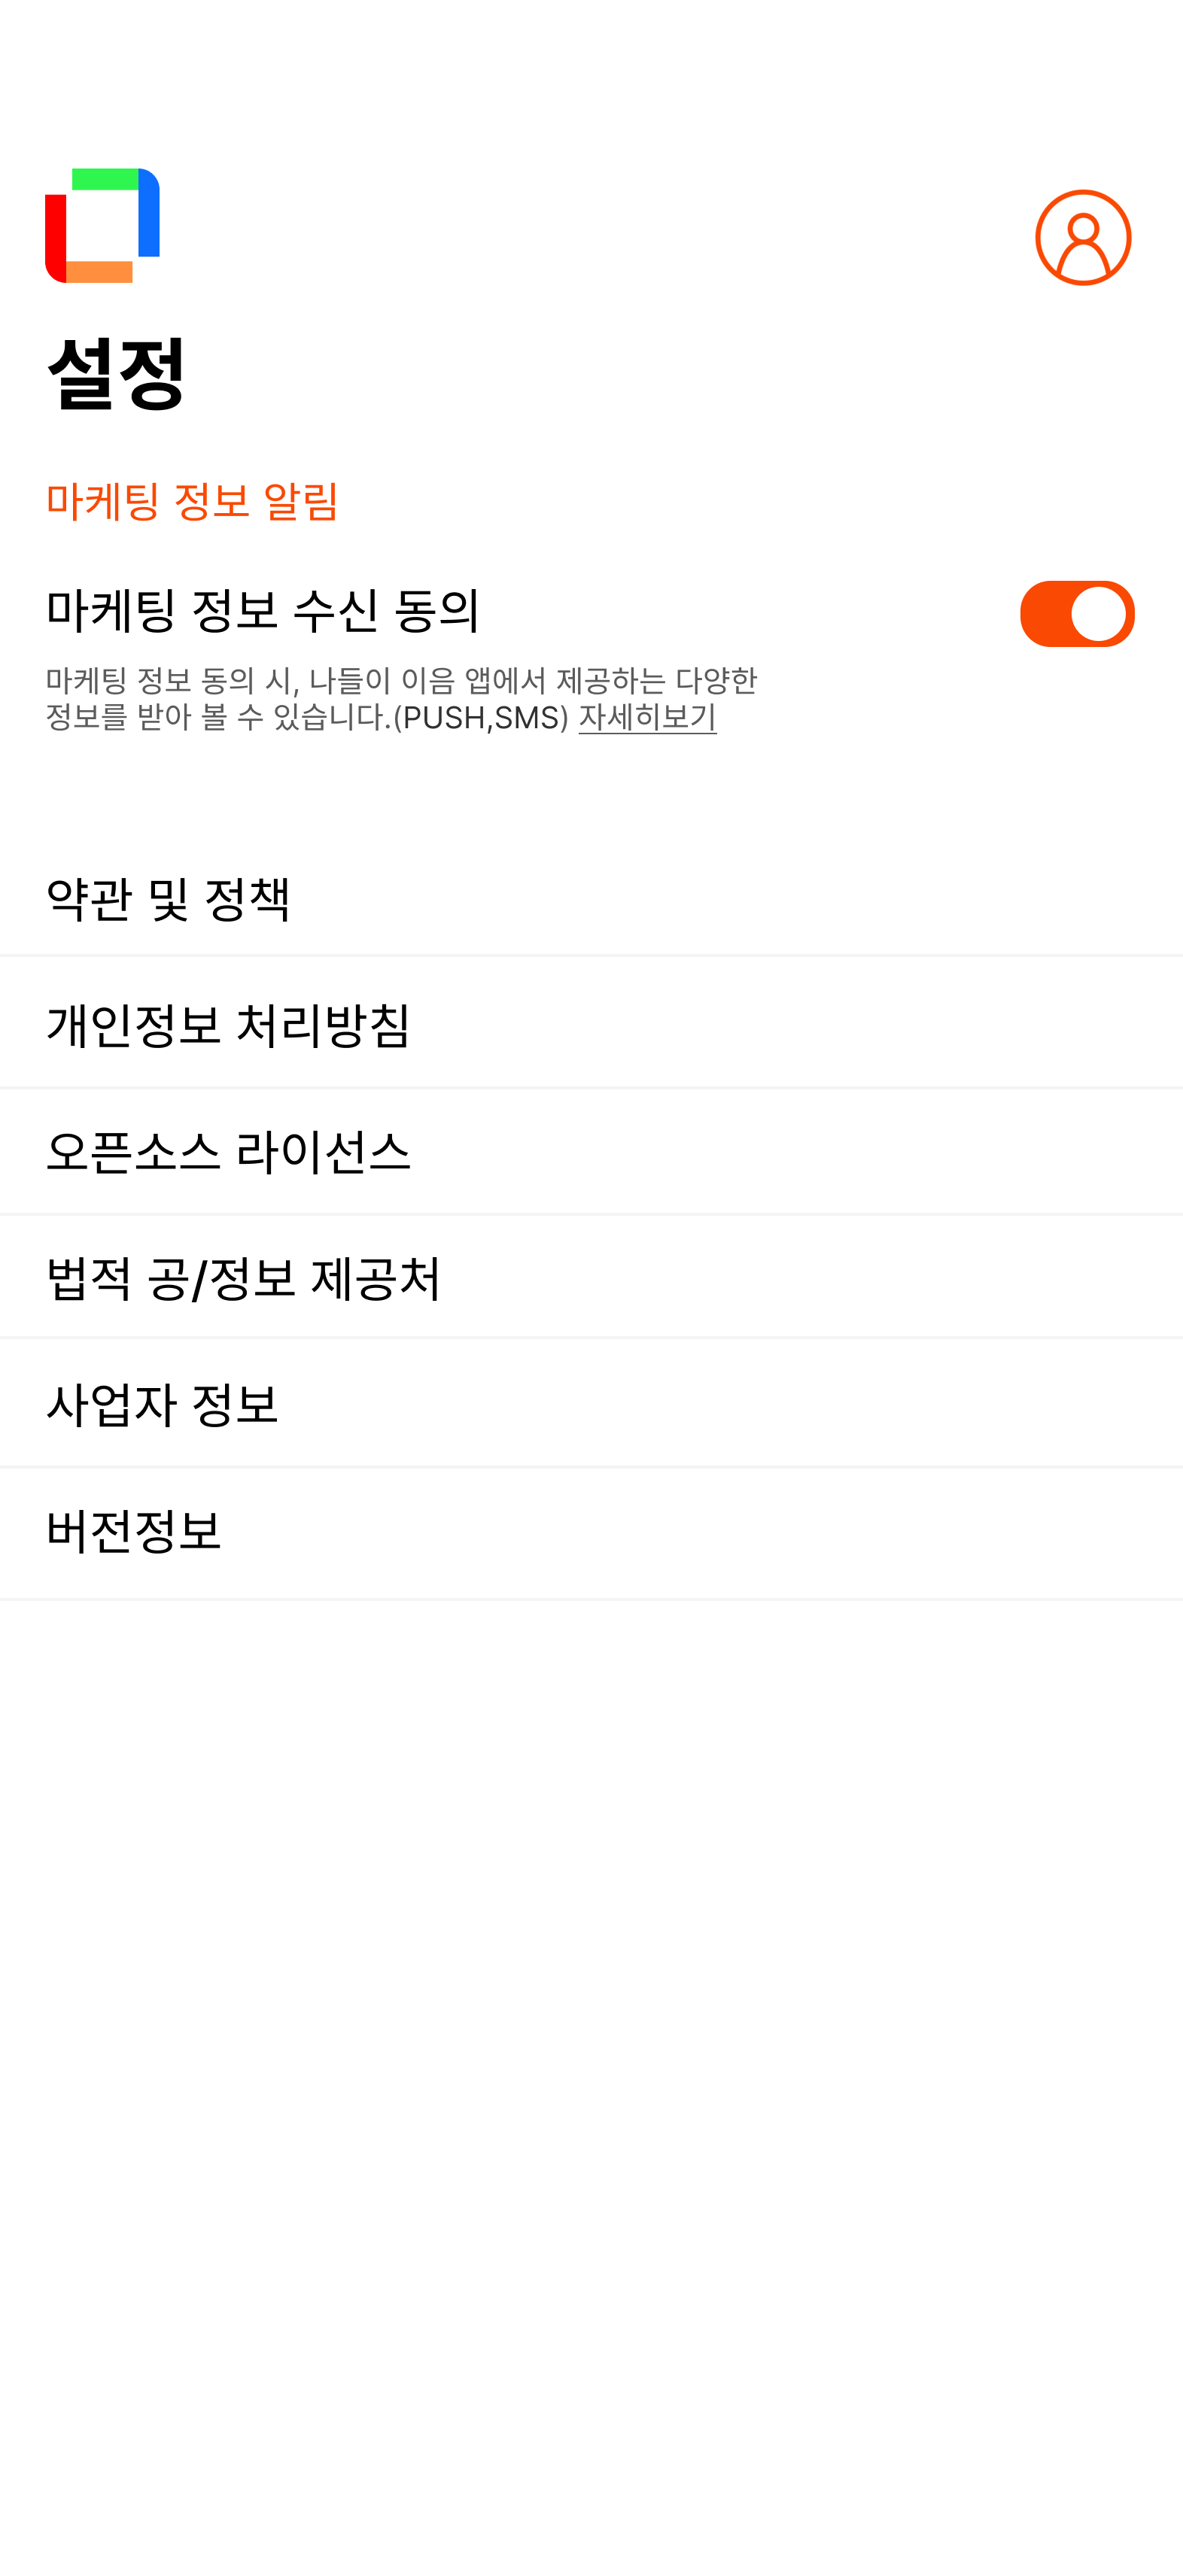 설정
마케팅 정보 알림
마케팅 정보 수신 동의
마케팅 정보 동의 시, 나들이 이음 앱에서 제공하는 다양한
정보를 받아 볼 수 있습니다.(PUSH,SMS) 자세히보기
약관 및 정책
개인정보 처리방침
오픈소스 라이선스
법적 공/정보 제공처
사업자 정보
버전정보